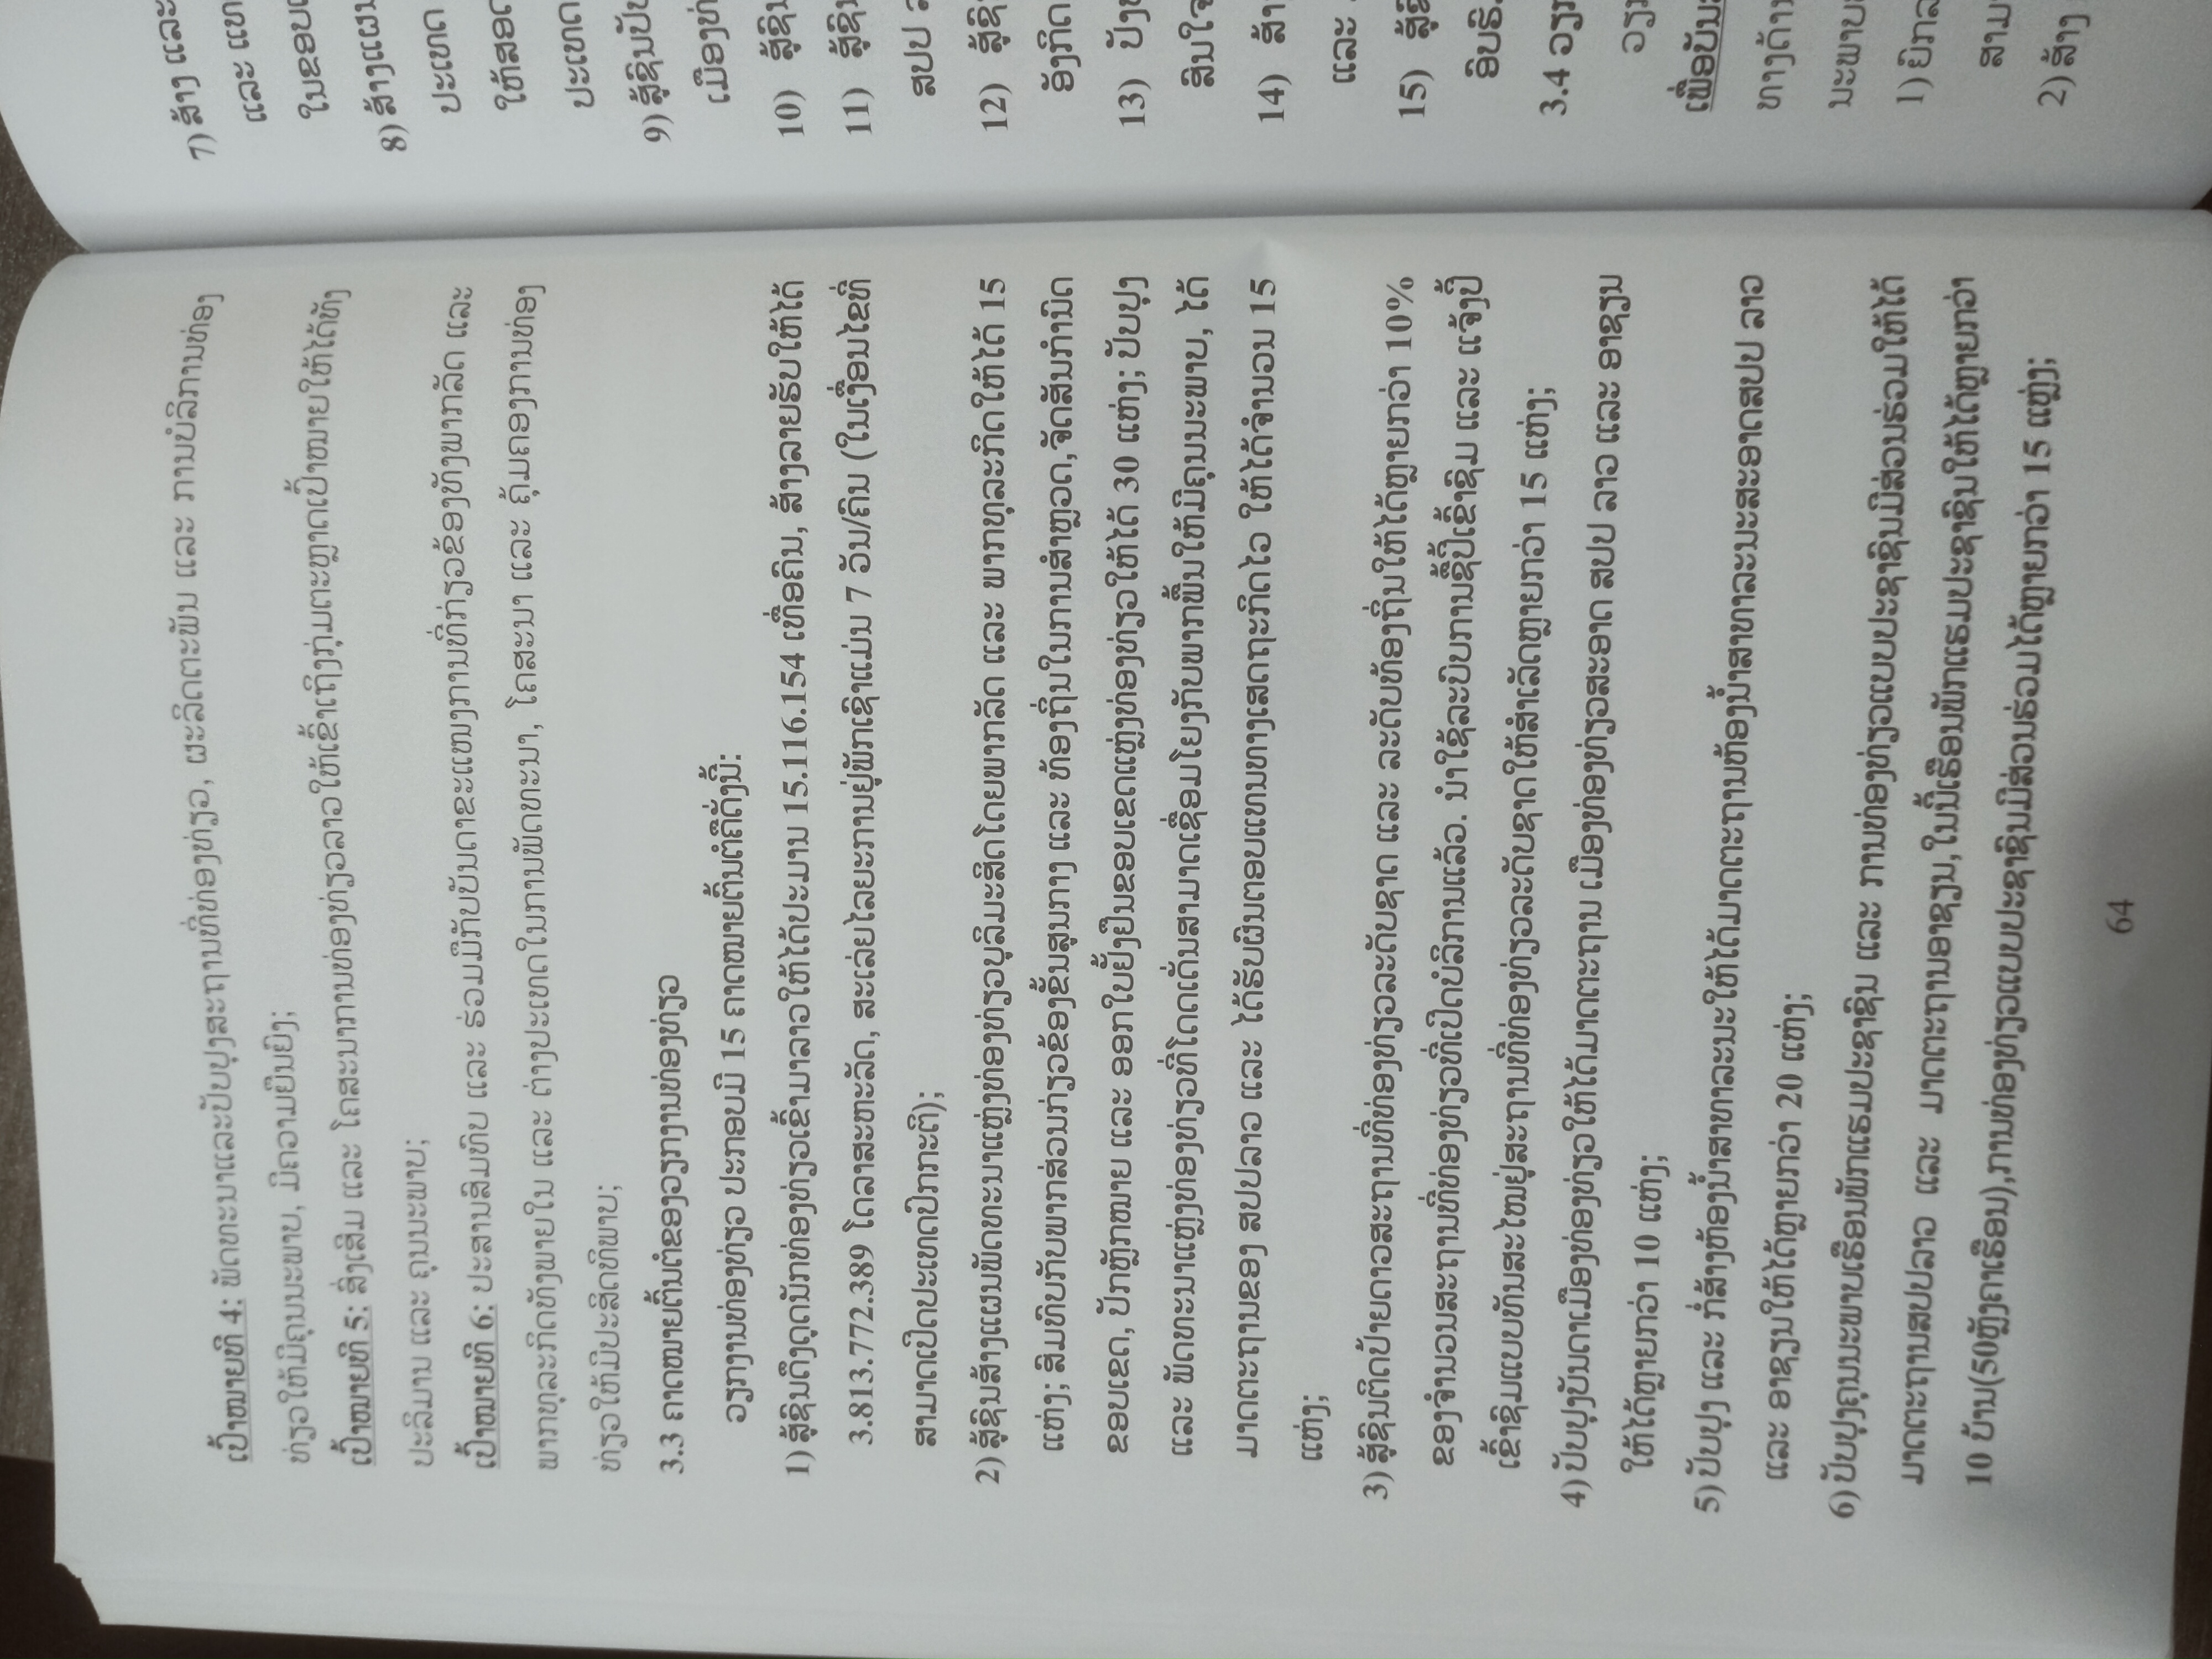 ເປົ້າໝາຍທີ 4: ພັດທະນາແລະປັບປຸງສະຖານທີ່ທ່ອງທ່ຽວ, ຜະລິດຕະພັນ ແລະ ການບໍລິການທ່ອງ
ທ່ຽວໃຫ້ມີຄຸນນະພາບ, ມີຄວາມຍືນຍົງ;
ເປົ້າໝາຍທີ 5: ສົ່ງເສີມ ແລະ ໂຄສະນາການທ່ອງທ່ຽວລາວໃຫ້ເຂົ້າເຖິງກຸ່ມຕະຫຼາດເປົ້າໝາຍໃຫ້ໄດ້ທັງ
ປະລິມານ ແລະ ຄຸນນະພາບ;
ເປົ້າໝາຍທີ 6: ປະສານສົມທົບ ແລະ ຮ່ວມມືກັບບັນດາຂະແໜງການທີ່ກ່ຽວຂ້ອງທັງພາກລັດ ແລະ
ພາກທຸລະກິດທັງພາຍໃນ ແລະ ຕ່າງປະເທດໃນການພັດທະນາ, ໂຄສະນາ ແລະ ຄຸ້ມຄອງການທ່ອງ
ທ່ຽວໃຫ້ມີປະສິດທິພາບ;
3.3 ຄາດໝາຍຕົ້ນຕໍຂອງວຽກງານທ່ອງທ່ຽວ
ວຽກງານທ່ອງທ່ຽວ ປະກອບມີ 15 ຄາດໝາຍຕົ້ນຕໍຄືດັ່ງນີ້:
1) ສູ້ຊົນດຶງດູດນັກທ່ອງທ່ຽວເຂົ້າມາລາວໃຫ້ໄດ້ປະມານ 15.116.154 ເທື່ອຄົນ, ສ້າງລາຍຮັບໃຫ້ໄດ້
3.813.772.389 ໂດລາສະຫະລັດ, ສະເລ່ຍໄລຍະການຢູ່ພັກເຊົາແມ່ນ 7 ວັນ/ຄົນ (ໃນເງື່ອນໄຂທີ່
ສາມາດເປີດປະເທດປົກກະຕິ);
2) ສູ້ຊົນສ້າງແຜນພັດທະນາແຫຼ່ງທ່ອງທ່ຽວບູລິມະສິດໂດຍພາກລັດ ແລະ ພາກທຸລະກິດໃຫ້ໄດ້ 15
ແຫ່ງ; ສົມທົບກັບພາກສ່ວນກ່ຽວຂ້ອງຂັ້ນສູນກາງ ແລະ ທ້ອງຖິ່ນໃນການສຳຫຼວດ,ຈັດສັນກຳນົດ
ຂອບເຂດ, ປັກຫຼັກໝາຍ ແລະ ອອກໃບຢັ້ງຢືນຂອບເຂດແຫຼ່ງທ່ອງທ່ຽວໃຫ້ໄດ້ 30 ແຫ່ງ; ປັບປຸງ
ແລະ ພັດທະນາແຫຼ່ງທ່ອງທ່ຽວທີ່ໂດດເດັ່ນສາມາດເຊື່ອມໂຍງກັບພາກພື້ນໃຫ້ມີຄຸນນະພາບ, ໄດ້
ມາດຕະຖານຂອງ ສປປລາວ ແລະ ໄດ້ຮັບຜົນຕອບແທນທາງເສດຖະກິດໄວ ໃຫ້ໄດ້ຈຳນວນ 15
ແຫ່ງ;
3) ສູ້ຊົນຕິດປ້າຍດາວສະຖານທີ່ທ່ອງທ່ຽວລະດັບຊາດ ແລະ ລະດັບທ້ອງຖິ່ນໃຫ້ໄດ້ຫຼາຍກວ່າ 10%
ຂອງຈຳນວນສະຖານທີ່ທ່ອງທ່ຽວທີ່ເປີດບໍລິການແລ້ວ. ນຳໃຊ້ລະບົບການຊື້ປີ້ເຂົ້າຊົມ ແລະ ແຈ້ງປີ້
ເຂົ້າຊົມແບບທັນສະໄໝຢູ່ສະຖານທີ່ທ່ອງທ່ຽວລະດັບຊາດໃຫ້ສຳເລັດຫຼາຍກວ່າ 15 ແຫ່ງ;
4) ປັບປຸງບັນດາເມືອງທ່ອງທ່ຽວໃຫ້ໄດ້ມາດຕະຖານ ເມືອງທ່ອງທ່ຽວສະອາດ ສປປ ລາວ ແລະ ອາຊຽນ
ໃຫ້ໄດ້ຫຼາຍກວ່າ 10 ແຫ່ງ;
5) ປັບປຸງ ແລະ ກໍ່ສ້າງຫ້ອງນ້ຳສາທາລະນະໃຫ້ໄດ້ມາດຕະຖານຫ້ອງນ້ຳສາທາລະນະສະອາດສປປ ລາວ
ແລະ ອາຊຽນໃຫ້ໄດ້ຫຼາຍກວ່າ 20 ແຫ່ງ;
6) ປັບປຸງຄຸນນະພາບເຮືອນພັກແຮມປະຊາຊົນ ແລະ ການທ່ອງທ່ຽວແບບປະຊາຊົນມີສ່ວນຮ່ວມໃຫ້ໄດ້
ມາດຕະຖານສປປລາວ ແລະ ມາດຕະຖານອາຊຽນ,ໃນນີ້ເຮືອນພັກແຮມປະຊາຊົນໃຫ້ໄດ້ຫຼາຍກວ່າ
10 ບ້ານ(50ຫຼັງຄາເຮືອນ),ການທ່ອງທ່ຽວແບບປະຊາຊົນມີສ່ວນຮ່ວມໄດ້ຫຼາຍກວ່າ 15 ແຫຼ່ງ;
64
7) ສ້າງ ແລະ
ແລະ
ໃນຂອບ
8) ສ້າງແຜນ
ປະເທດ
ໃຫ້ສອດ
ປະເທດ
9) ສູ້ຊົນປັບ
ເມືອງທ່
10) ສູ້ຊົນ
11) ສູ້ຊົນ
ສປປ
12) ສູ້ຊົ
ອັງກິດ
13) ປັງ
ສົນໃຈ
14) ສ້າ
ແລະ
15) ສູ້
3.4 ວຽກ
ວຽ
ເພື່ອບັນ
ທາງດ້ານ
ນະພາບ
1) ຍົກລ
ສາມ
2) ສ້າງ